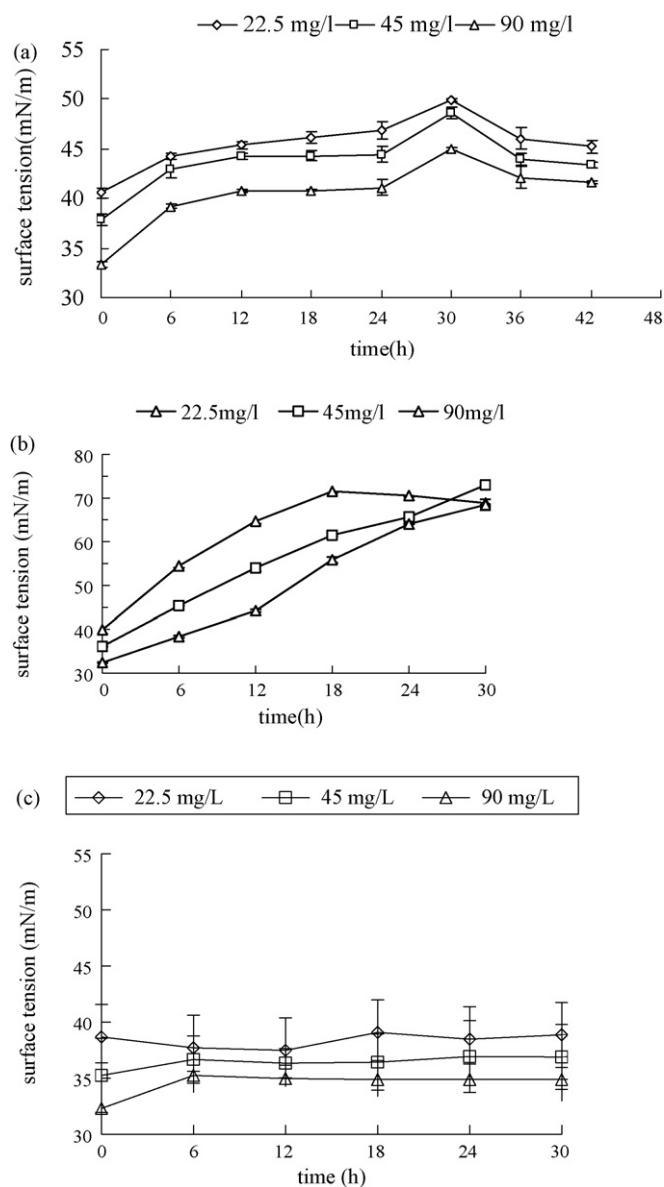 22.5 mg/l 45 mg/l 90 mg/l
(a)
surface tension(mN/m)
55
50
45
40
35
30
0 6 12 18 24 30 36 42 48
time(h)
22.5mg/l 45mg/l 90mg/l
(b)
surface tension (mN/m)
80
70
60
50
40
30
0 6 12 18 24 30
time(h)
(c)
22.5 mg/L 45 mg/L 90 mg/L
surface tension (mN/m)
55
50
45
40
35
30
0 6 12 18 24 30
time (h)